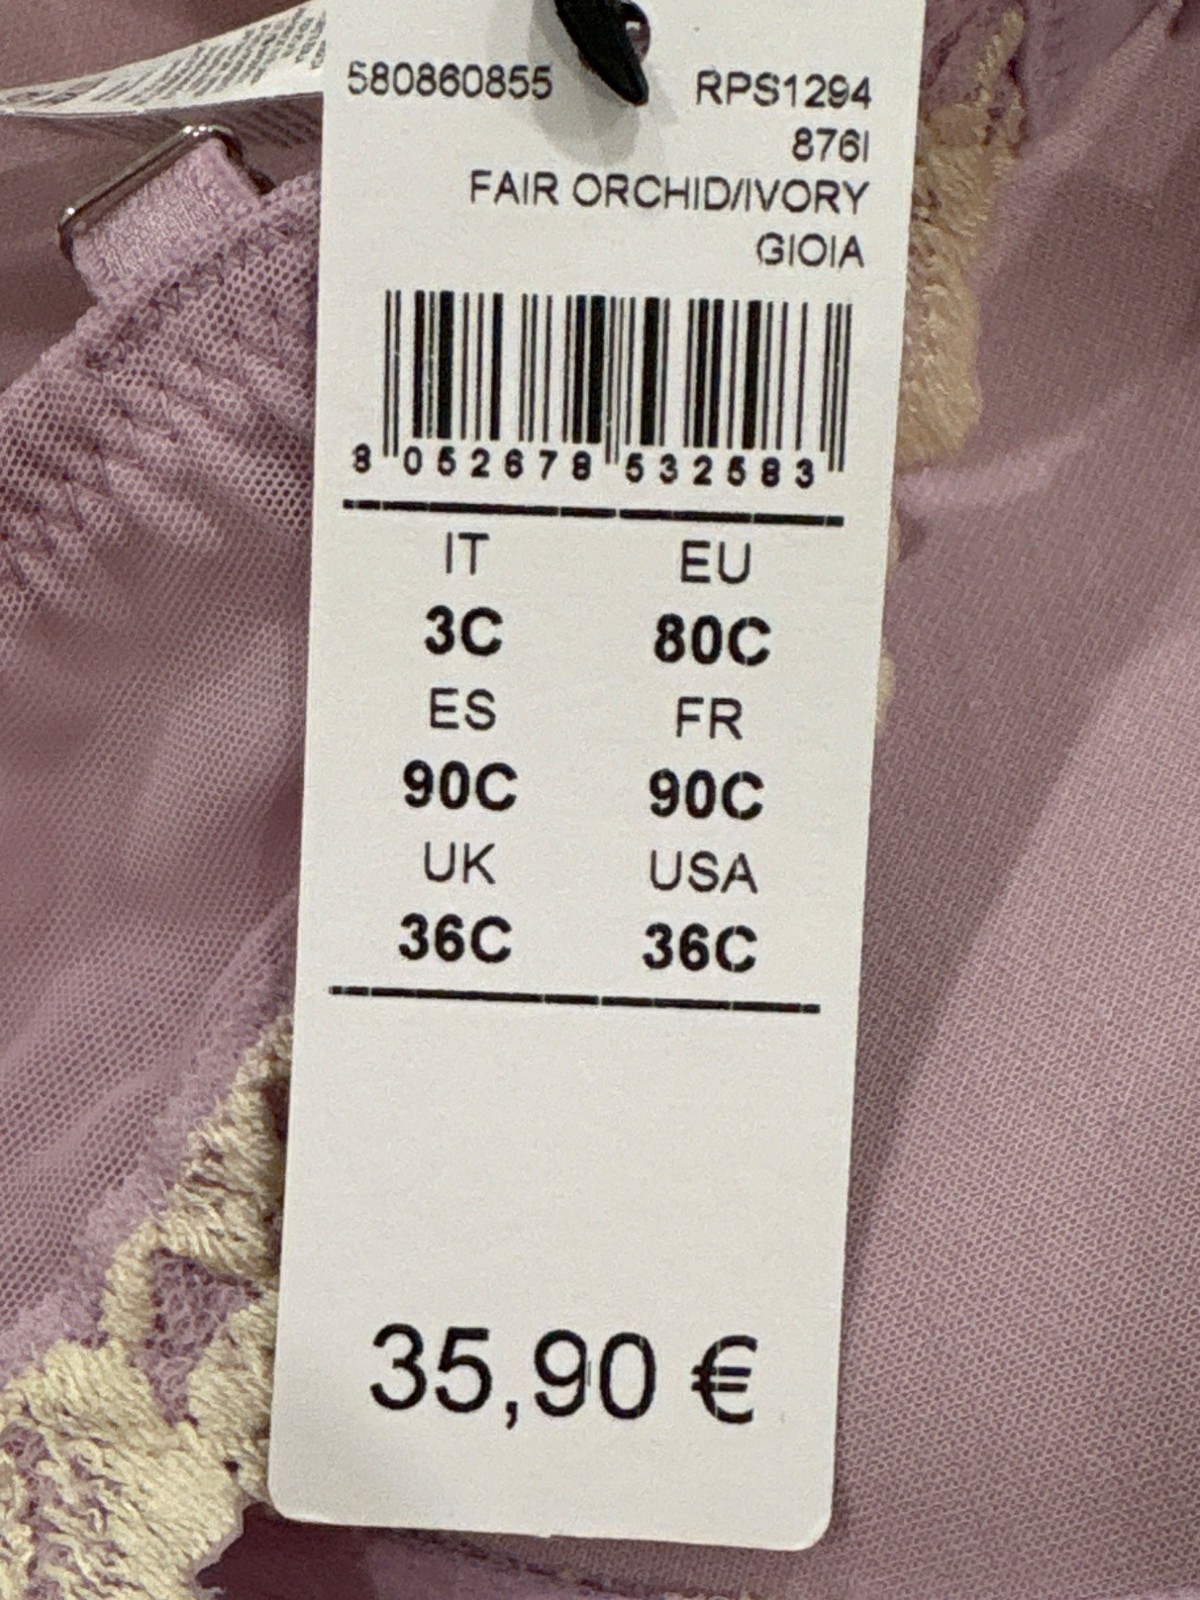 580860855 RPS1294
876I
FAIR ORCHID/IVORY
GIOIA
8 052678 532583
IT EU
3C 80C
ES FR
90C 90C
UK USA
36C 36C
35,90 €